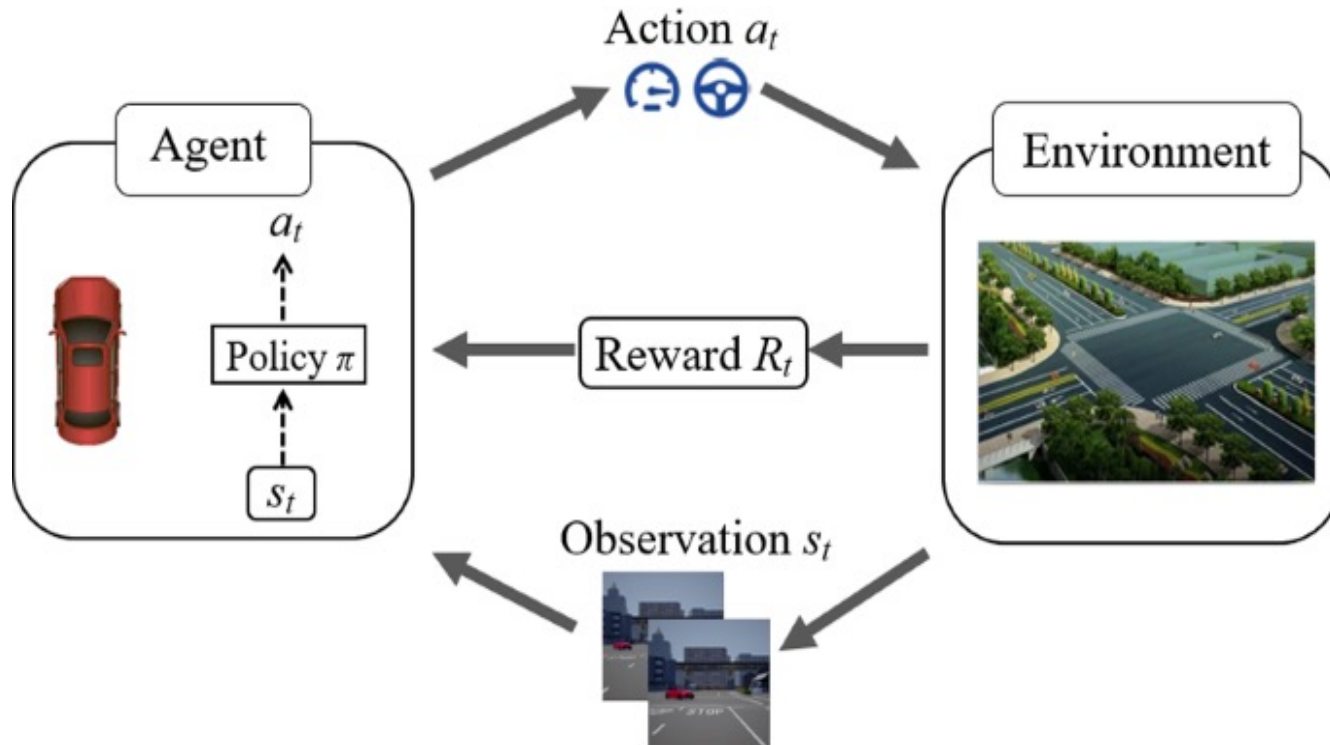 Action a_t
Agent
Environment
a_t
Policy π
Reward R_t
s_t
Observation s_t
STOP